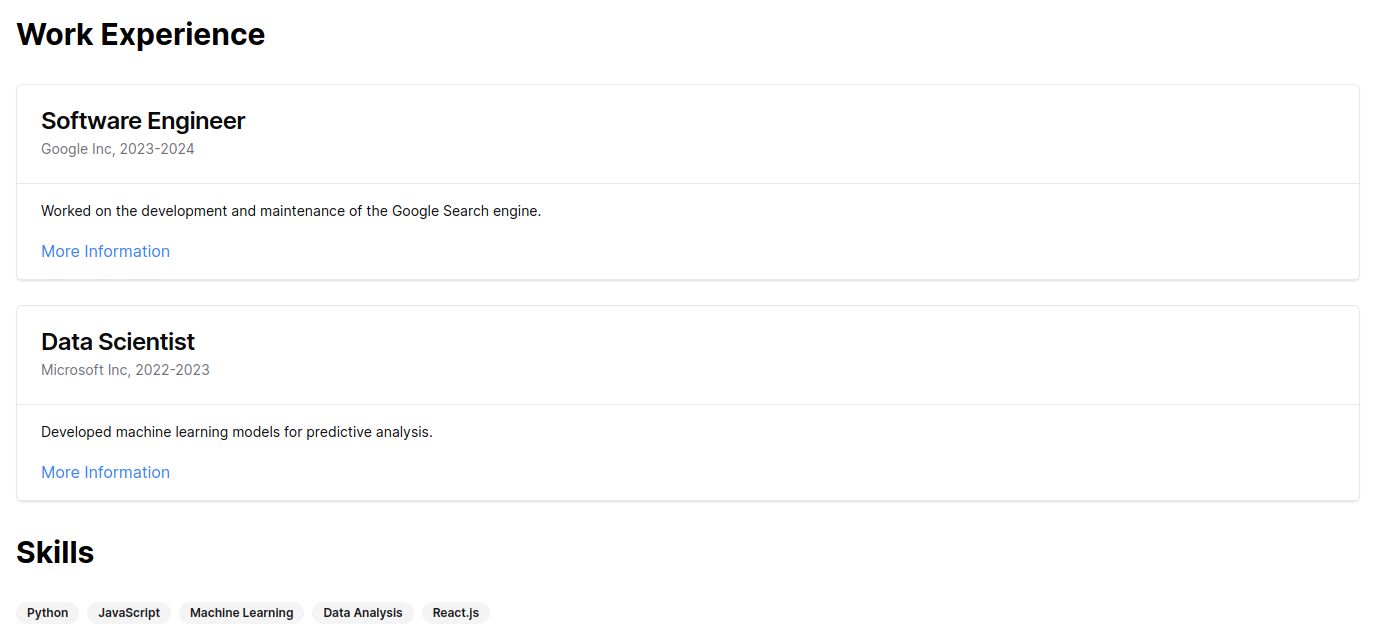 Work Experience
Software Engineer
Google Inc, 2023-2024
Worked on the development and maintenance of the Google Search engine.
More Information
Data Scientist
Microsoft Inc, 2022-2023
Developed machine learning models for predictive analysis.
More Information
Skills
Python JavaScript Machine Learning Data Analysis React.js